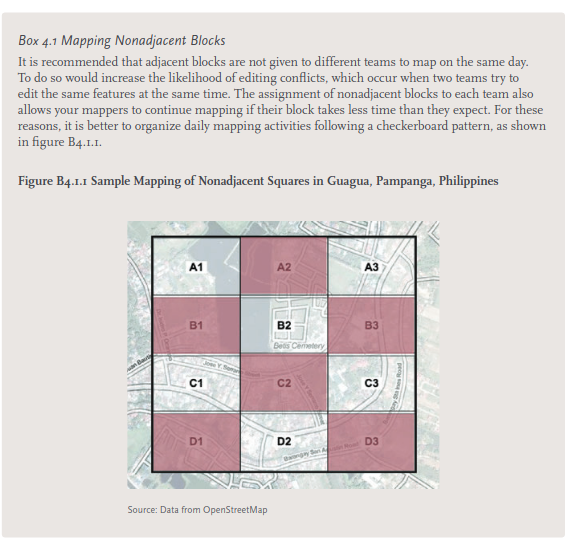 Box 4.1 Mapping Nonadjacent Blocks
It is recommended that adjacent blocks are not given to different teams to map on the same day.
To do so would increase the likelihood of editing conflicts, which occur when two teams try to
edit the same features at the same time. The assignment of nonadjacent blocks to each team also
allows your mappers to continue mapping if their block takes less time than they expect. For these
reasons, it is better to organize daily mapping activities following a checkerboard pattern, as shown
in figure B4.1.1.
Figure B4.1.1 Sample Mapping of Nonadjacent Squares in Guagua, Pampanga, Philippines
A1 A2 A3
B1 B2 B3
Bess Cemetery
C1 C2 C3
D1 D2 D3
Source: Data from OpenStreetMap